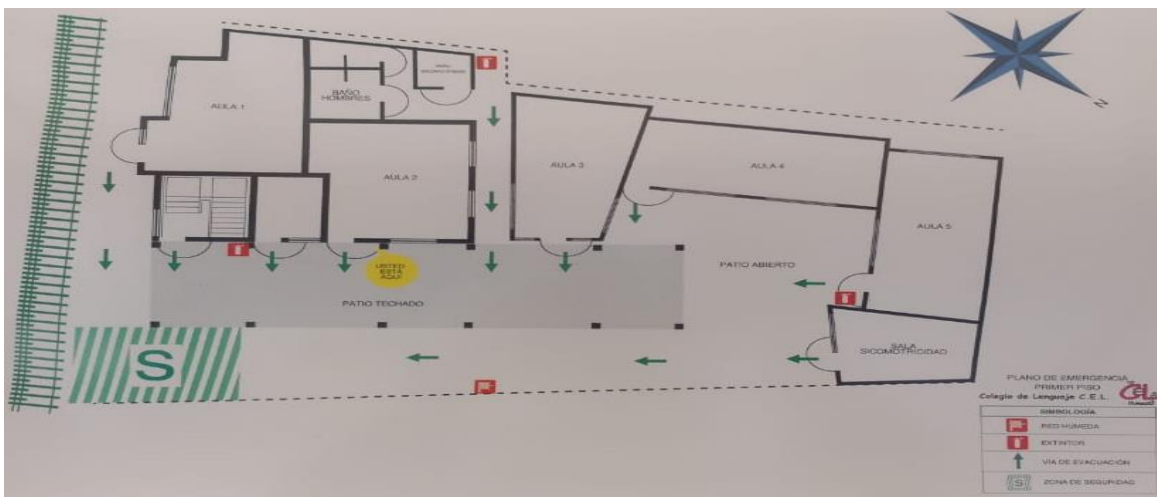 AULA 1
BAÑO
HOMBRES
AULA 2
AULA 3
AULA 4
AULA 5
USTED
ESTÁ
AQUÍ
PATIO TECHADO
PATIO ABIERTO
SALA
SICOMOTRICIDAD
S
N
PLANO DE EMERGENCIA
PRIMER PISO
Colegio de Lenguaje C.E.L.
CEL
SIMBOLOGÍA
RED HUMEDA
EXTINTOR
VÍA DE EVACUACIÓN
S ZONA DE SEGURIDAD